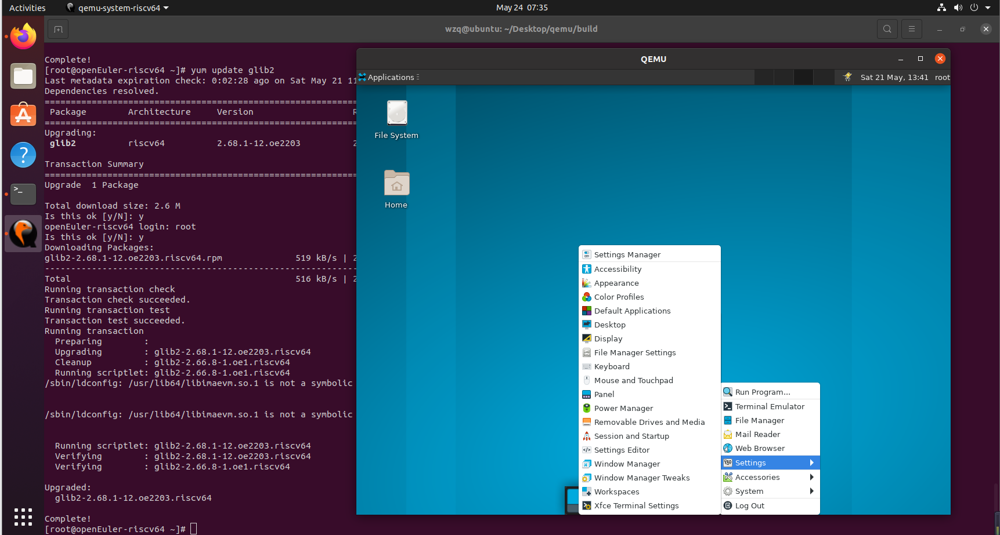 Activities
qemu-system-riscv64
May 24 07:35
wzq@ubuntu: ~/Desktop/qemu/build
Complete!
[root@openEuler-riscv64 ~]# yum update glib2
Last metadata expiration check: 0:02:28 ago on Sat May 21 11
Dependencies resolved.
================================================================
Package Architecture Version R
================================================================
Upgrading:
glib2 riscv64 2.68.1-12.oe2203 2
Transaction Summary
================================================================
Upgrade 1 Package
Total download size: 2.6 M
Is this ok [y/N]: y
openEuler-riscv64 login: root
Is this ok [y/N]: y
Downloading Packages:
glib2-2.68.1-12.oe2203.riscv64.rpm 519 kB/s | 2
----------------------------------------------------------------
Total 516 kB/s | 2
Running transaction check
Transaction check succeeded.
Running transaction test
Transaction test succeeded.
Running transaction
Preparing :
Upgrading : glib2-2.68.1-12.oe2203.riscv64
Cleanup : glib2-2.66.8-1.oe1.riscv64
Running scriptlet: glib2-2.66.8-1.oe1.riscv64
/sbin/ldconfig: /usr/lib64/libimaevm.so.1 is not a symbolic
/sbin/ldconfig: /usr/lib64/libimaevm.so.1 is not a symbolic
Running scriptlet: glib2-2.68.1-12.oe2203.riscv64
Verifying : glib2-2.68.1-12.oe2203.riscv64
Verifying : glib2-2.66.8-1.oe1.riscv64
Upgraded:
glib2-2.68.1-12.oe2203.riscv64
Complete!
[root@openEuler-riscv64 ~]#
QEMU
Applications
Sat 21 May, 13:41 root
File System
Home
Settings Manager
Accessibility
Appearance
Color Profiles
Default Applications
Desktop
Display
File Manager Settings
Keyboard
Mouse and Touchpad
Panel
Power Manager
Removable Drives and Media
Session and Startup
Settings Editor
Window Manager
Window Manager Tweaks
Workspaces
Xfce Terminal Settings
Run Program...
Terminal Emulator
File Manager
Mail Reader
Web Browser
Settings
Accessories
System
Log Out